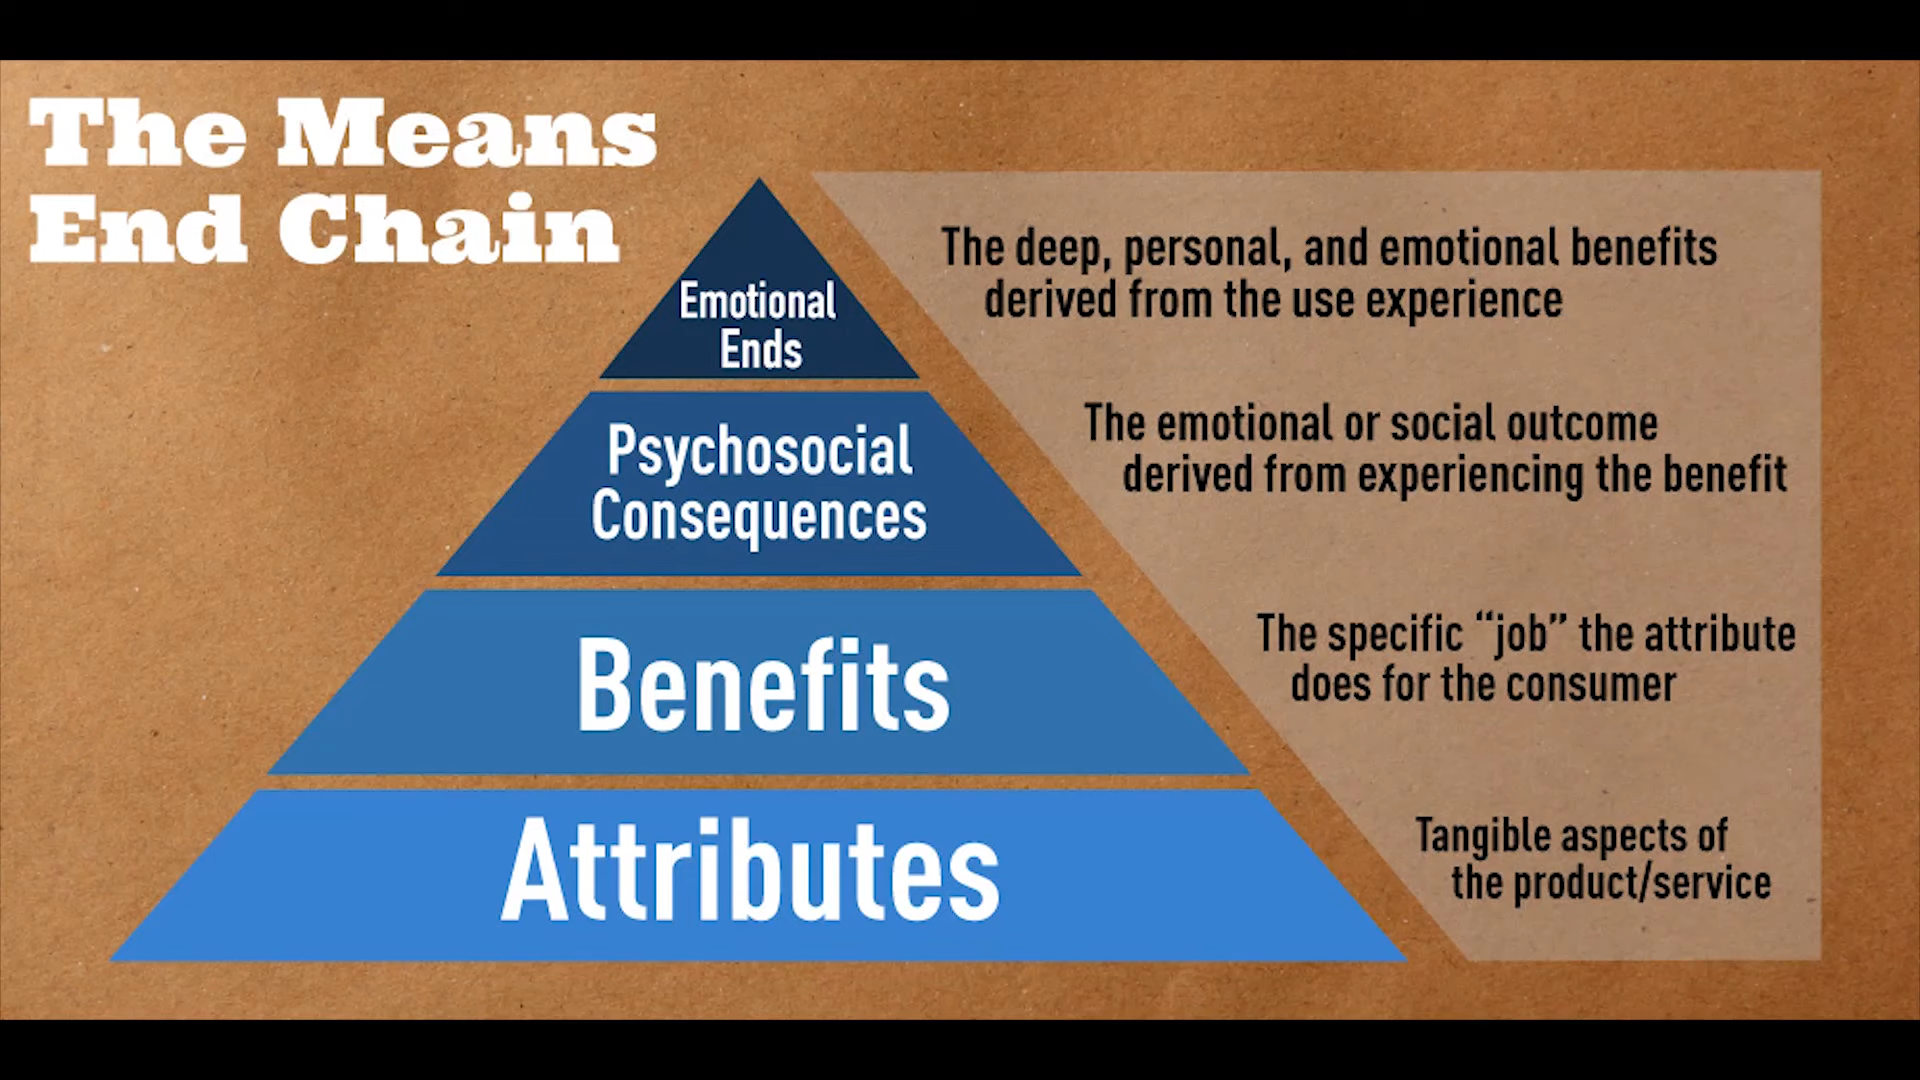 The Means
End Chain
Emotional
Ends
The deep, personal, and emotional benefits
derived from the use experience
Psychosocial
Consequences
The emotional or social outcome
derived from experiencing the benefit
Benefits
The specific “job” the attribute
does for the consumer
Attributes
Tangible aspects of
the product/service